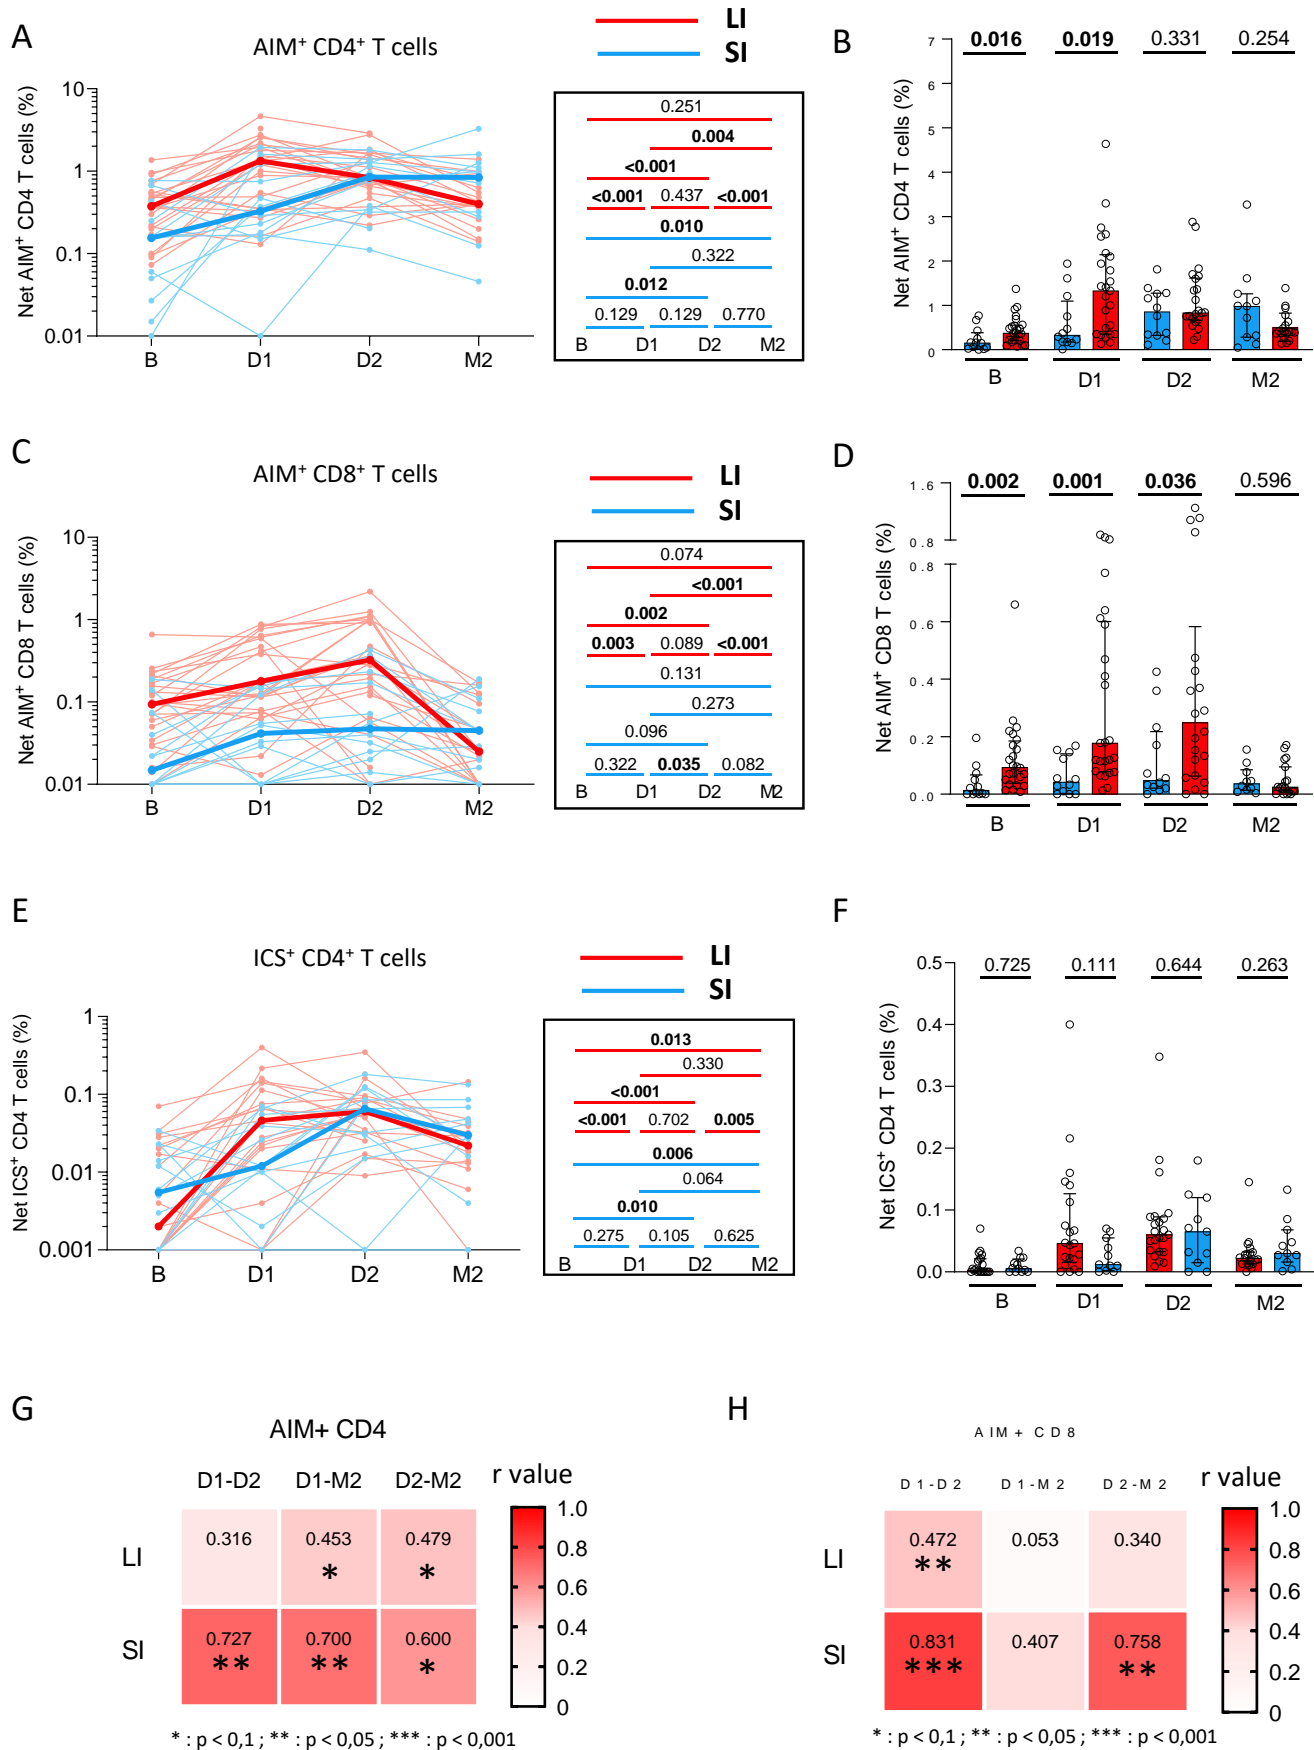 A
AIM⁺ CD4⁺ T cells
LI
SI
Net AIM⁺ CD4 T cells (%)
10
1
0.1
0.01
B D1 D2 M2
0.251
0.004
<0.001
<0.001 0.437 <0.001
0.010
0.322
0.012
0.129 0.129 0.770
B D1 D2 M2
B
Net AIM⁺ CD4 T cells (%)
0.016 0.019 0.331 0.254
7
6
5
4
3
2
1
0
B D1 D2 M2
C
AIM⁺ CD8⁺ T cells
LI
SI
Net AIM⁺ CD8 T cells (%)
10
1
0.1
0.01
B D1 D2 M2
0.074
<0.001
0.002
0.003 0.089 <0.001
0.131
0.273
0.096
0.322 0.035 0.082
B D1 D2 M2
D
Net AIM⁺ CD8 T cells (%)
0.002 0.001 0.036 0.596
1.6
0.8
0.8
0.6
0.4
0.2
0.0
B D1 D2 M2
E
ICS⁺ CD4⁺ T cells
LI
SI
Net ICS⁺ CD4 T cells (%)
1
0.1
0.01
0.001
B D1 D2 M2
0.013
0.330
<0.001
<0.001 0.702 0.005
0.006
0.064
0.010
0.275 0.105 0.625
B D1 D2 M2
F
Net ICS⁺ CD4 T cells (%)
0.725 0.111 0.644 0.263
0.5
0.4
0.3
0.2
0.1
0.0
B D1 D2 M2
G
AIM+ CD4
D1-D2 D1-M2 D2-M2 r value
LI 0.316 0.453 0.479
* *
SI 0.727 0.700 0.600
** ** *
1.0
0.8
0.6
0.4
0.2
0
* : p < 0,1 ; ** : p < 0,05 ; *** : p < 0,001
H
AIM+ CD8
D1-D2 D1-M2 D2-M2 r value
LI 0.472 0.053 0.340
**
SI 0.831 0.407 0.758
*** **
1.0
0.8
0.6
0.4
0.2
0
* : p < 0,1 ; ** : p < 0,05 ; *** : p < 0,001